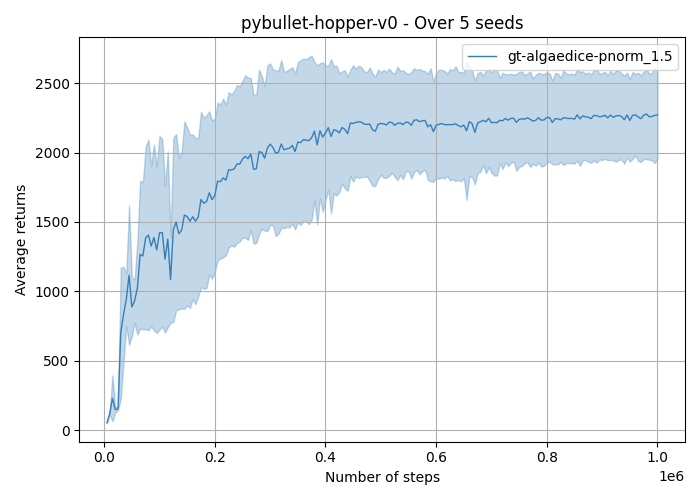 pybullet-hopper-v0 - Over 5 seeds
gt-algaedice-pnorm_1.5
Average returns
2500
2000
1500
1000
500
0
0.0 0.2 0.4 0.6 0.8 1.0
1e6
Number of steps